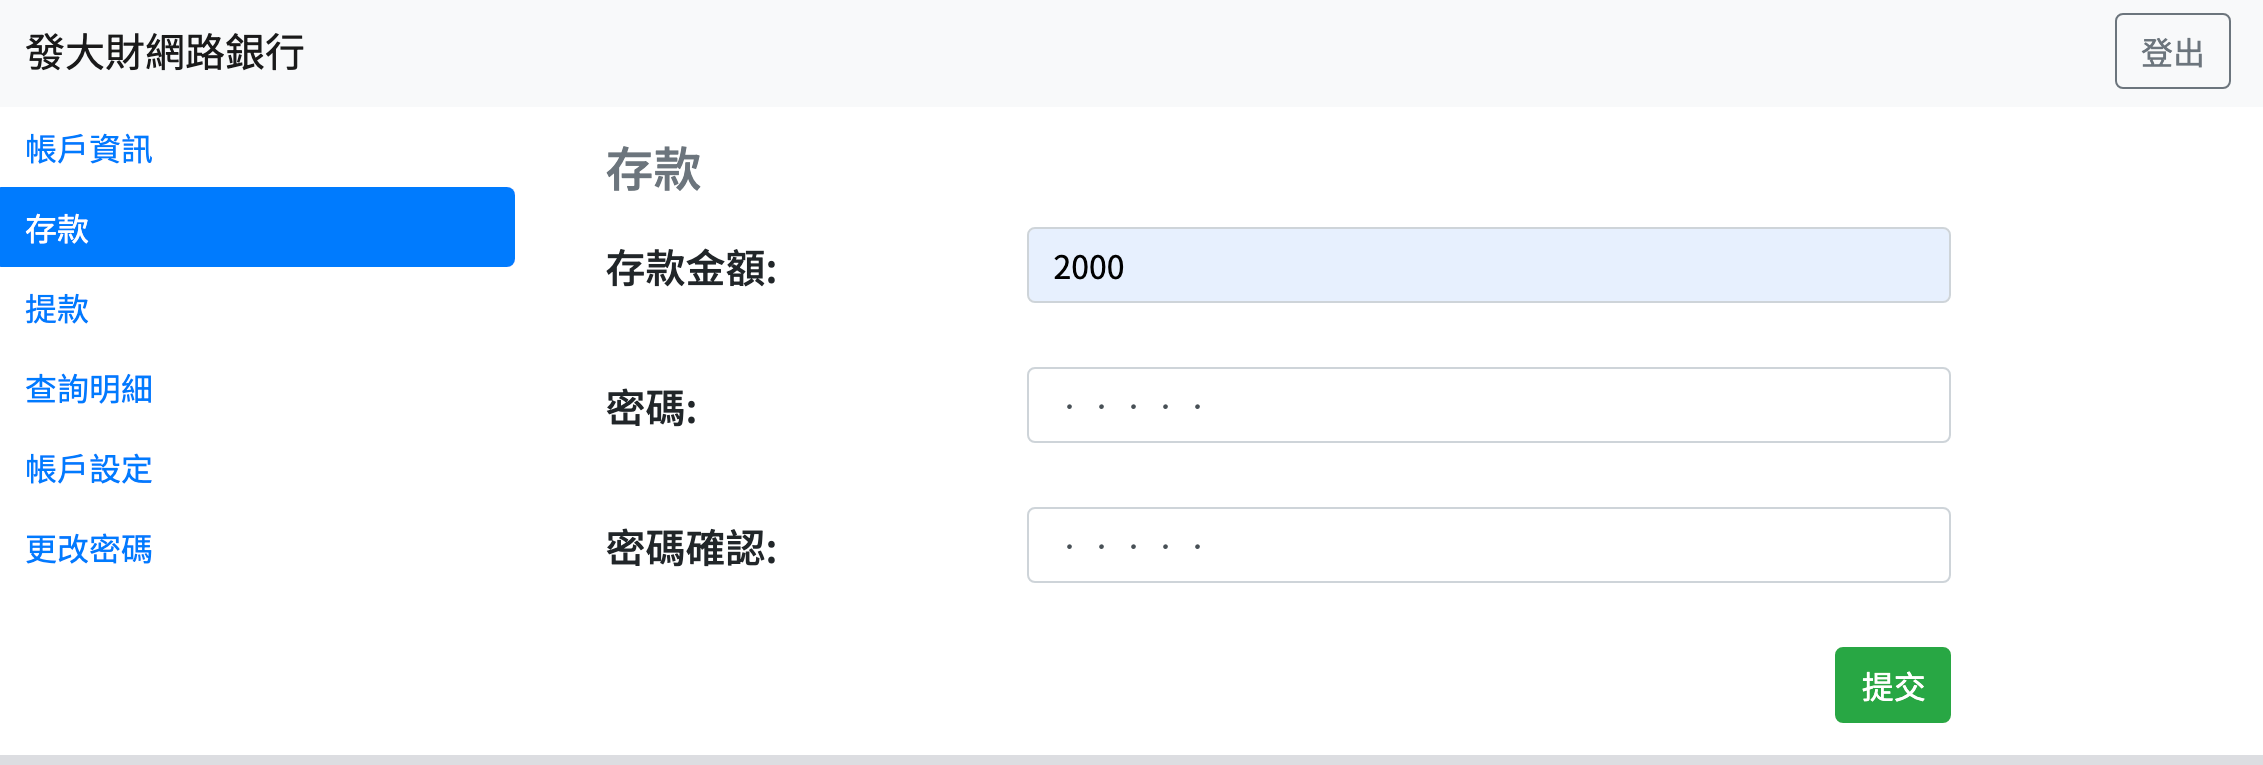 發大財網路銀行
登出
帳戶資訊
存款
提款
查詢明細
帳戶設定
更改密碼
存款
存款金額:
2000
密碼:
·····
密碼確認:
·····
提交